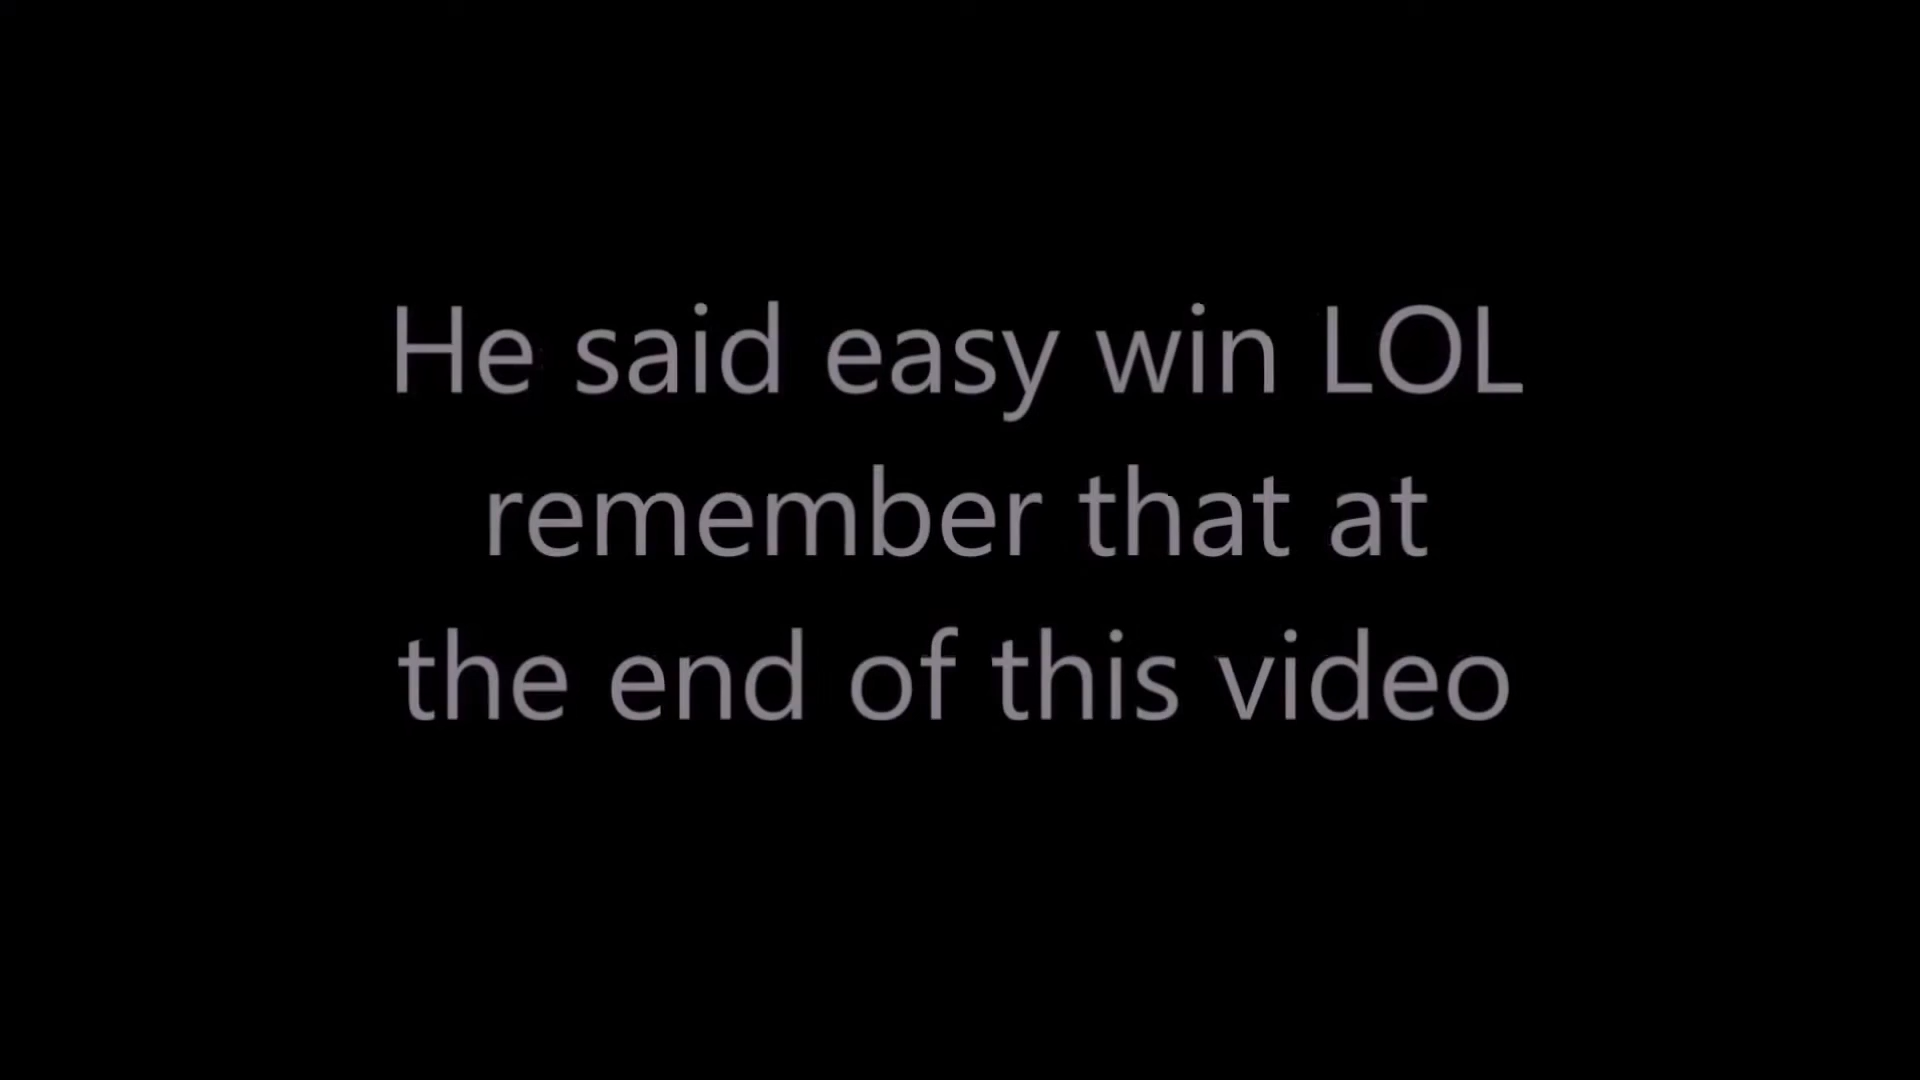 He said easy win LOL
remember that at
the end of this video